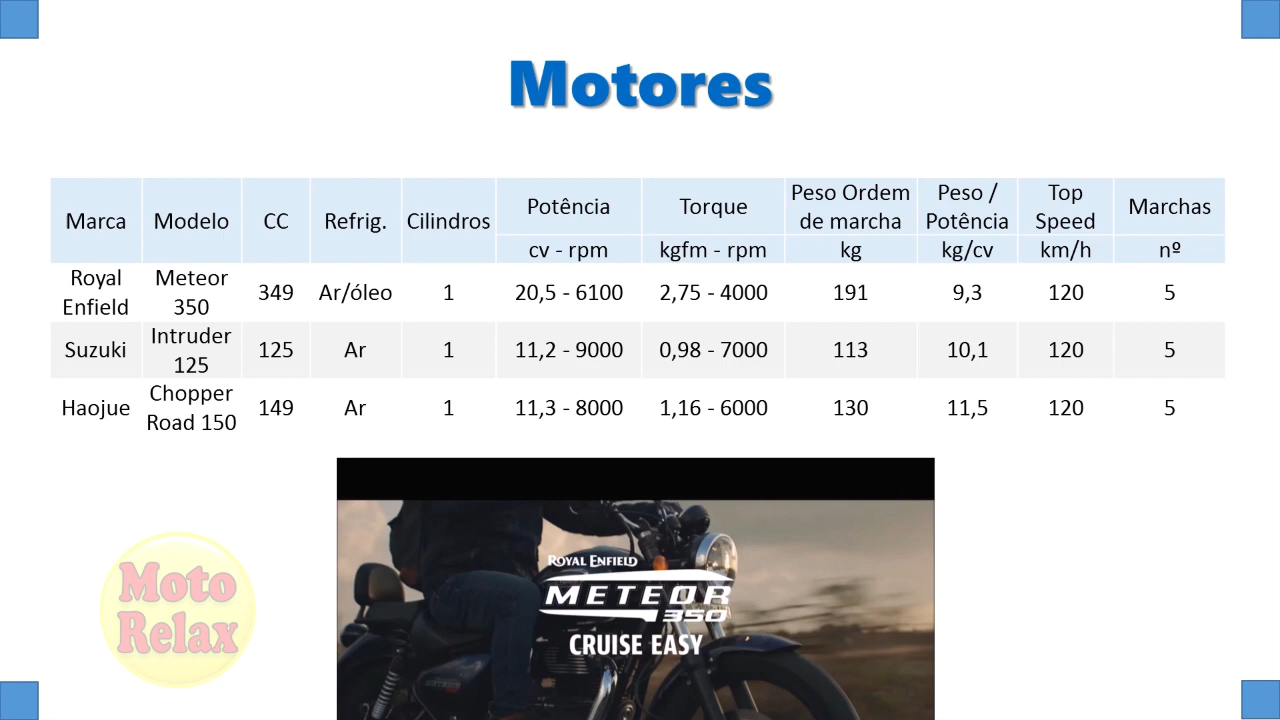 Motores
Marca Modelo CC Refrig. Cilindros Potência Torque Peso Ordem de marcha Peso / Potência Top Speed Marchas
cv - rpm kgfm - rpm kg kg/cv km/h nº
Royal Enfield Meteor 350 349 Ar/óleo 1 20,5 - 6100 2,75 - 4000 191 9,3 120 5
Suzuki Intruder 125 125 Ar 1 11,2 - 9000 0,98 - 7000 113 10,1 120 5
Haojue Chopper Road 150 149 Ar 1 11,3 - 8000 1,16 - 6000 130 11,5 120 5
ROYAL ENFIELD
METEOR
350
CRUISE EASY
Moto
Relax